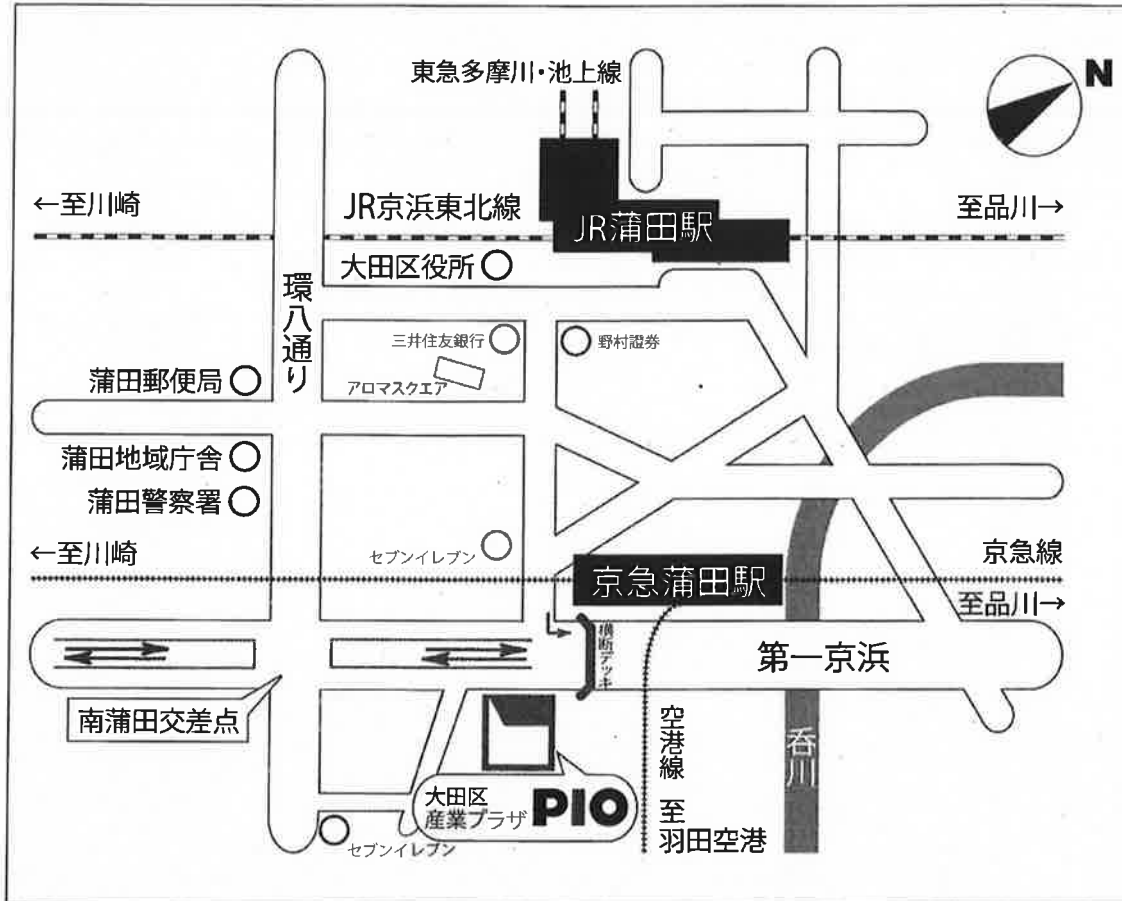 東急多摩川・池上線
N
←至川崎
JR京浜東北線
JR蒲田駅
至品川→
大田区役所
環八通り
三井住友銀行
野村證券
蒲田郵便局
アロマスクエア
蒲田地域庁舎
蒲田警察署
セブンイレブン
←至川崎
京急線
京急蒲田駅
至品川→
横断デッキ
第一京浜
南蒲田交差点
空港線 至
羽田空港
呑川
大田区
産業プラザ PIO
セブンイレブン